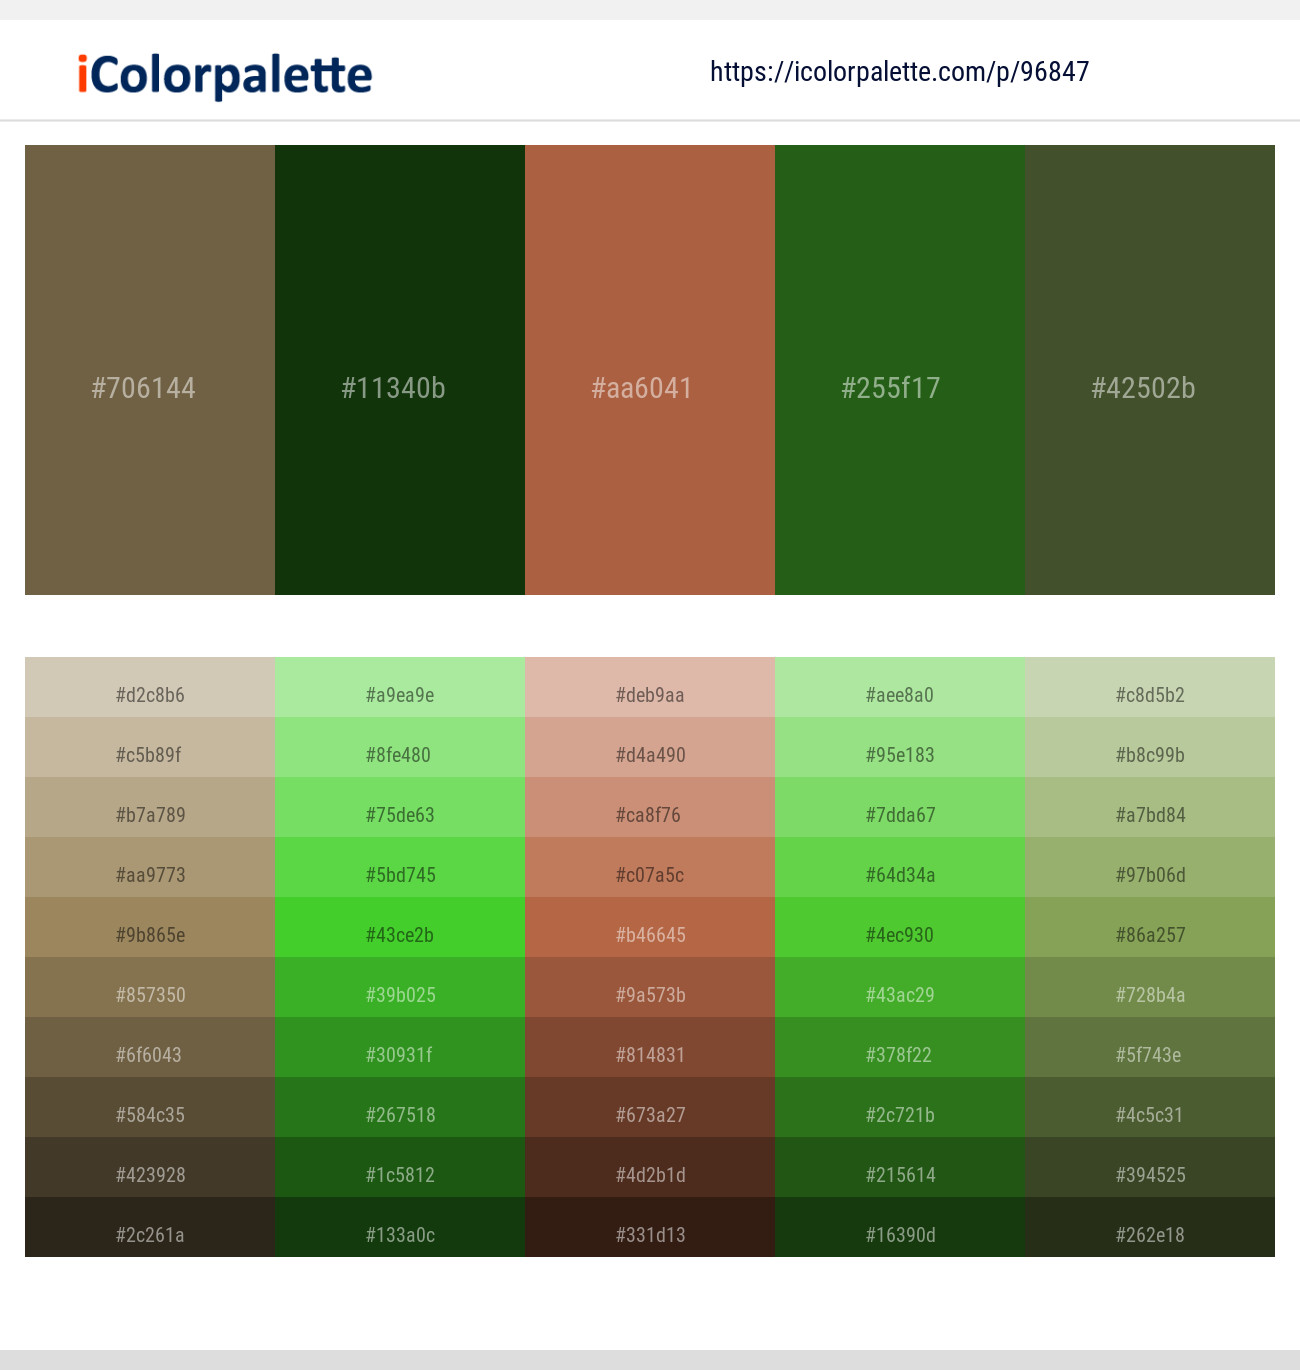 iColorpalette https://icolorpalette.com/p/96847
#706144 #11340b #aa6041 #255f17 #42502b
#d2c8b6 #a9ea9e #deb9aa #aee8a0 #c8d5b2
#c5b89f #8fe480 #d4a490 #95e183 #b8c99b
#b7a789 #75de63 #ca8f76 #7dda67 #a7bd84
#aa9773 #5bd745 #c07a5c #64d34a #97b06d
#9b865e #43ce2b #b46645 #4ec930 #86a257
#857350 #39b025 #9a573b #43ac29 #728b4a
#6f6043 #30931f #814831 #378f22 #5f743e
#584c35 #267518 #673a27 #2c721b #4c5c31
#423928 #1c5812 #4d2b1d #215614 #394525
#2c261a #133a0c #331d13 #16390d #262e18